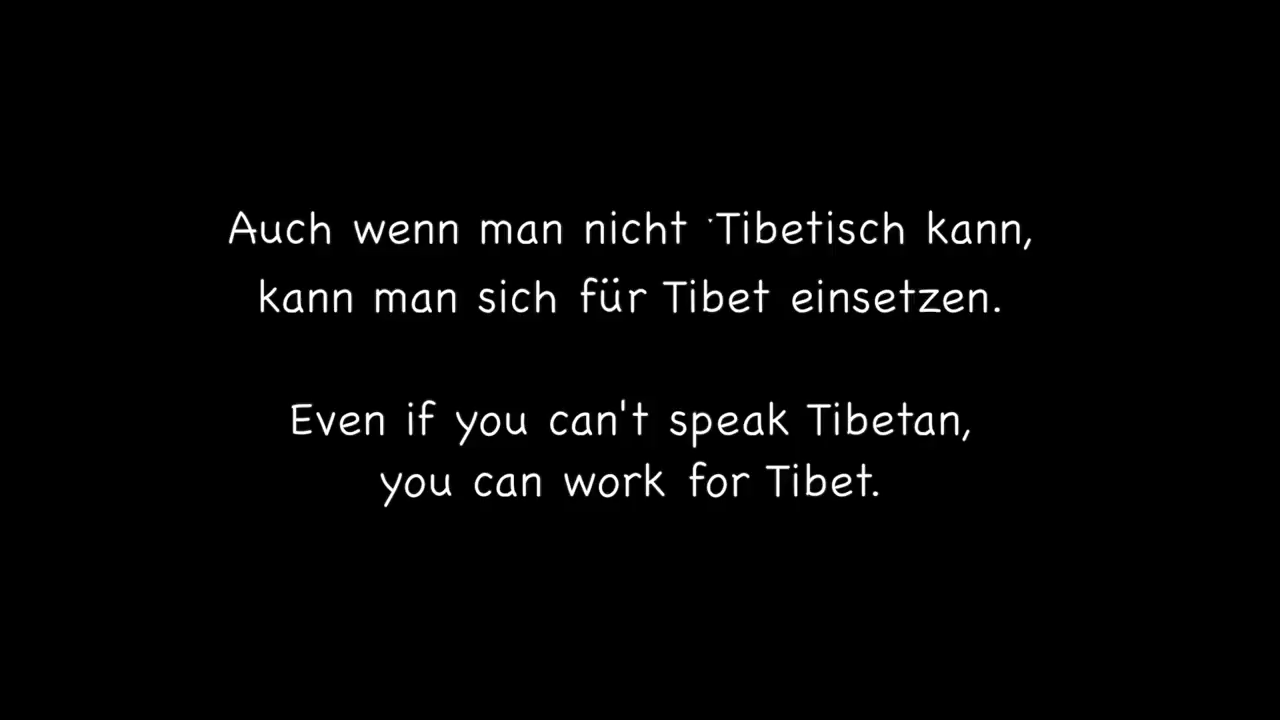 Auch wenn man nicht Tibetisch kann,
kann man sich für Tibet einsetzen.
Even if you can't speak Tibetan,
you can work for Tibet.